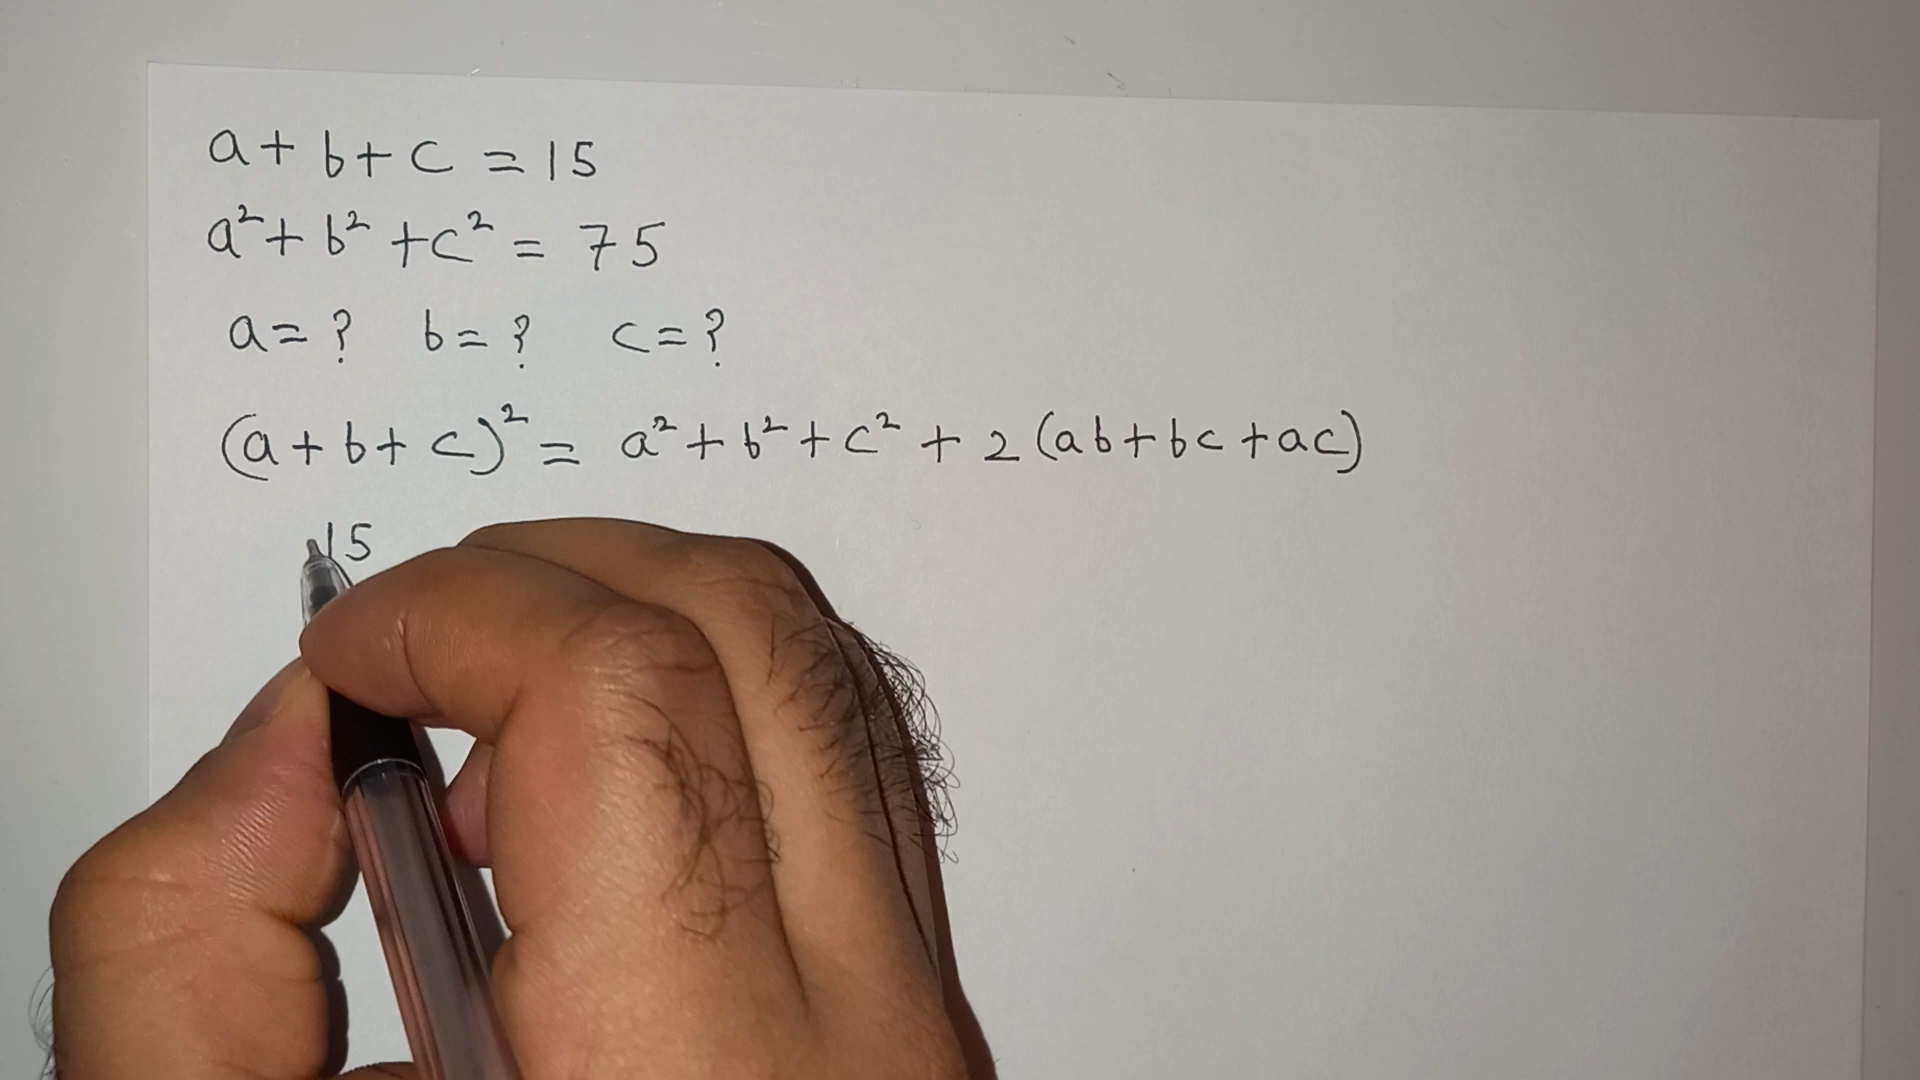 a + b + c = 15
a² + b² + c² = 75
a = ? b = ? c = ?
(a + b + c)² = a² + b² + c² + 2 (ab + bc + ac)
15